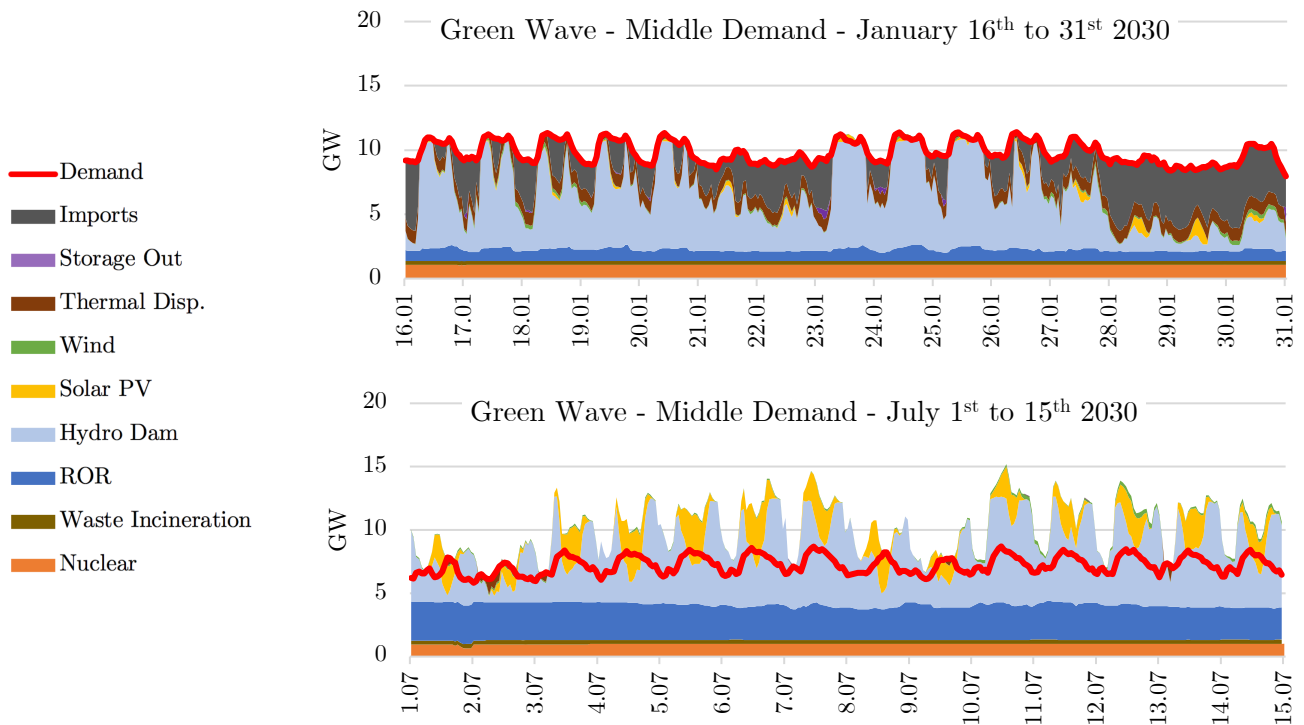 Green Wave - Middle Demand - January 16th to 31st 2030
20
15
10
5
0
GW
16.01
17.01
18.01
19.01
20.01
21.01
22.01
23.01
24.01
25.01
26.01
27.01
28.01
29.01
30.01
31.01
Demand
Imports
Storage Out
Thermal Disp.
Wind
Solar PV
Hydro Dam
ROR
Waste Incineration
Nuclear
Green Wave - Middle Demand - July 1st to 15th 2030
20
15
10
5
0
GW
1.07
2.07
3.07
4.07
5.07
6.07
7.07
8.07
9.07
10.07
11.07
12.07
13.07
14.07
15.07